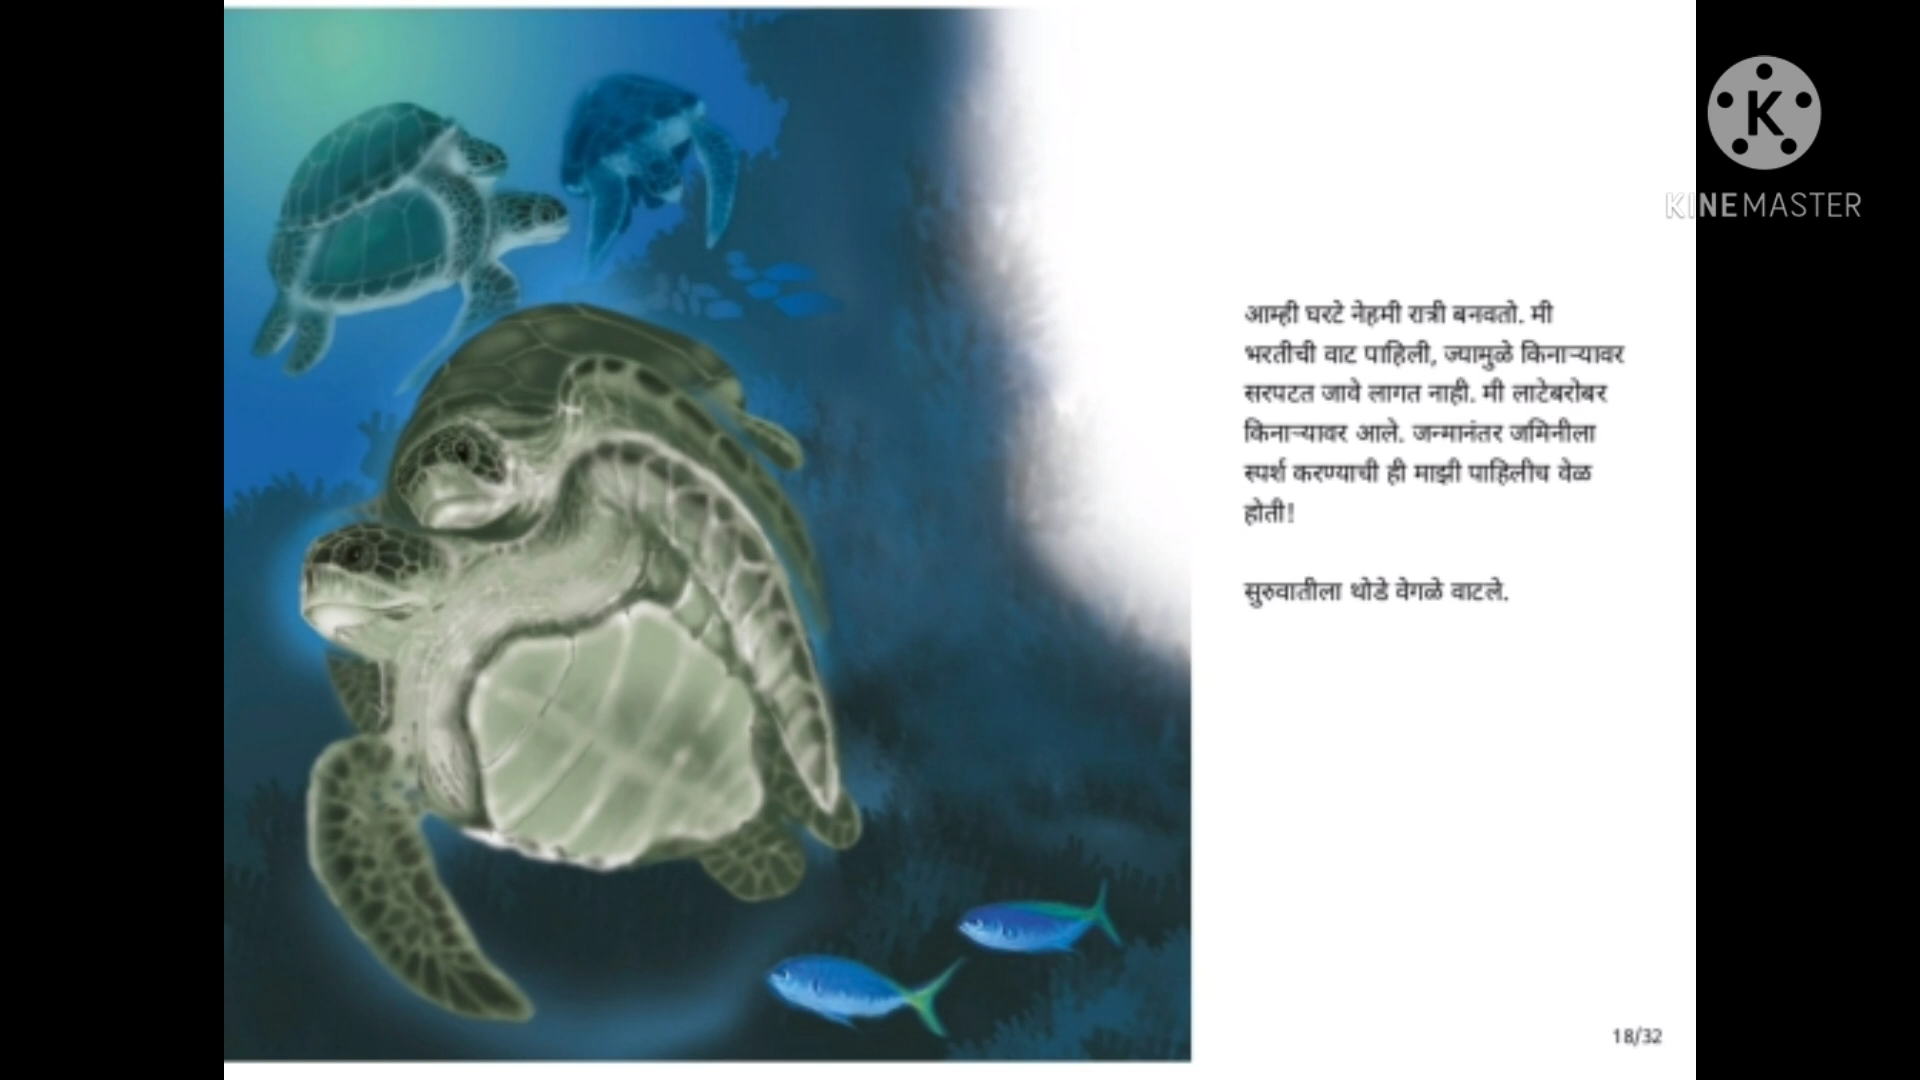 आम्ही घरटे नेहमी रात्री बनवतो. मी
भरतीची वाट पाहिली, ज्यामुळे किनाऱ्यावर
सरपटत जावे लागत नाही. मी लाटेबरोबर
किनाऱ्यावर आले. जन्मानंतर जमिनीला
स्पर्श करण्याची ही माझी पाहिलीच वेळ
होती!
सुरुवातीला थोडे वेगळे वाटले.
18/32
K
KINEMASTER